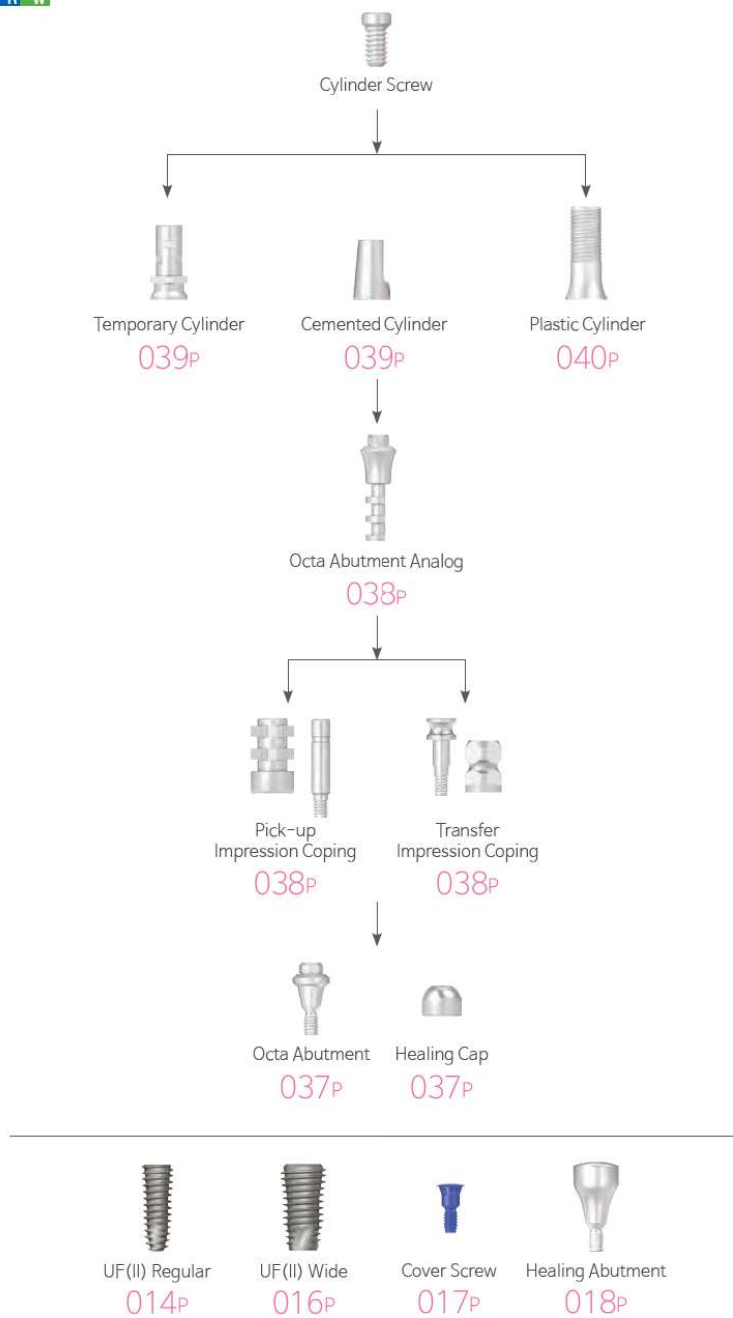 R W
Cylinder Screw
Temporary Cylinder Cemented Cylinder Plastic Cylinder
039P 039P 040P
Octa Abutment Analog
038P
Pick-up Transfer
Impression Coping Impression Coping
038P 038P
Octa Abutment Healing Cap
037P 037P
UF(II) Regular UF(II) Wide Cover Screw Healing Abutment
014P 016P 017P 018P